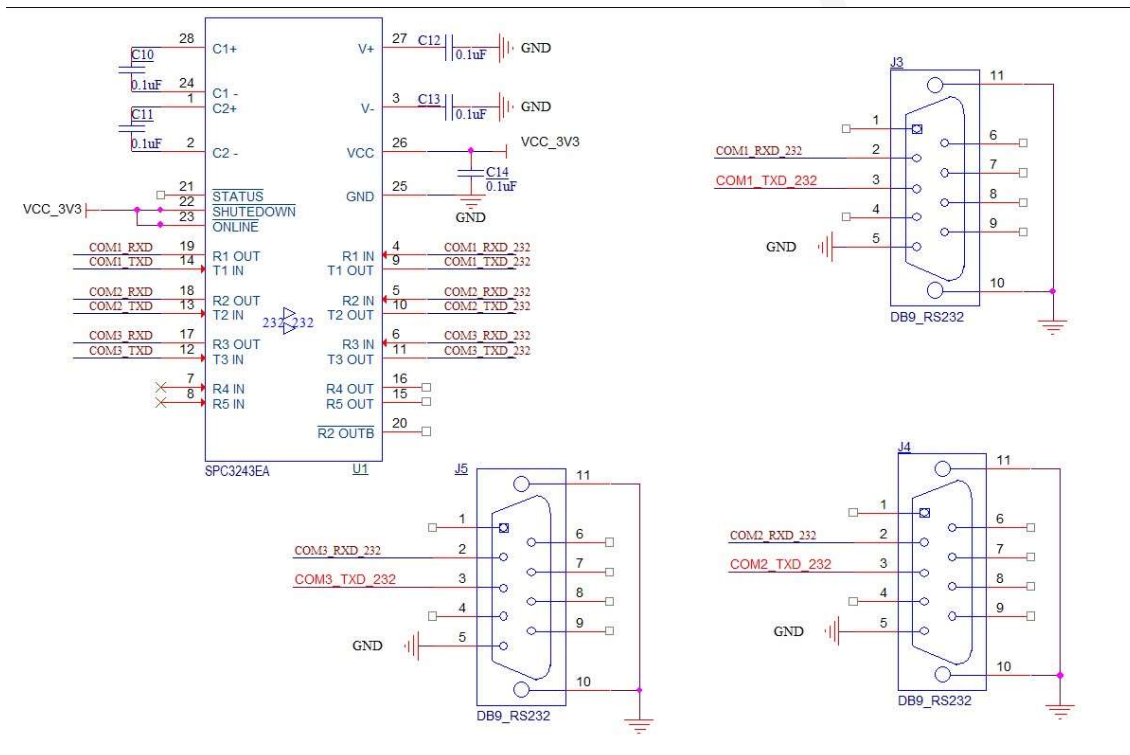 28 C1+ V+ 27 C12 0.1uF GND
C10 0.1uF
24 C1 -
1 C2+ V- 3 C13 0.1uF GND
C11 0.1uF
2 C2 - VCC 26 VCC_3V3
C14 0.1uF
21 STATUS GND 25 GND
VCC_3V3 22 SHUTEDOWN
23 ONLINE
COM1_RXD 19 R1 OUT R1 IN 4 COM1_RXD_232
COM1_TXD 14 T1 IN T1 OUT 9 COM1_TXD_232
COM2_RXD 18 R2 OUT R2 IN 5 COM2_RXD_232
COM2_TXD 13 T2 IN T2 OUT 10 COM2_TXD_232
232_232
COM3_RXD 17 R3 OUT R3 IN 6 COM3_RXD_232
COM3_TXD 12 T3 IN T3 OUT 11 COM3_TXD_232
7 R4 IN R4 OUT 16
8 R5 IN R5 OUT 15
R2 OUTB 20
SPC3243EA U1
J3
11
1
6
COM1_RXD_232 2
7
COM1_TXD_232 3
8
4
9
GND 5
10
DB9_RS232
J5
11
1
6
COM3_RXD_232 2
7
COM3_TXD_232 3
8
4
9
GND 5
10
DB9_RS232
J4
11
1
6
COM2_RXD_232 2
7
COM2_TXD_232 3
8
4
9
GND 5
10
DB9_RS232